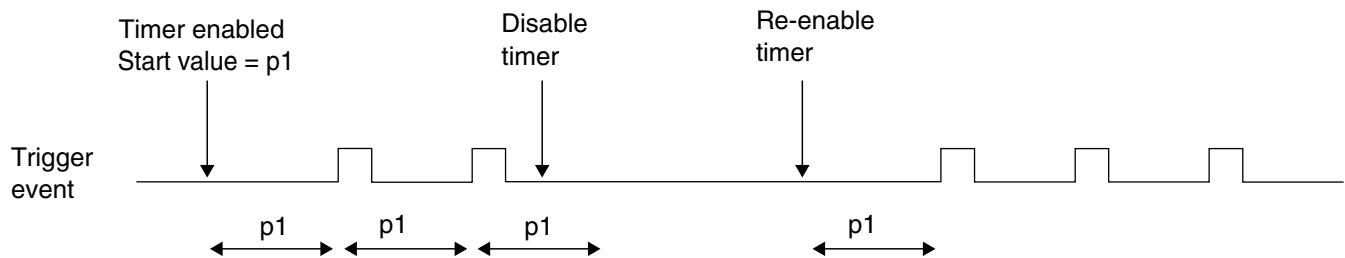 Timer enabled
Start value = p1
Disable
timer
Re-enable
timer
Trigger
event
p1
p1
p1
p1